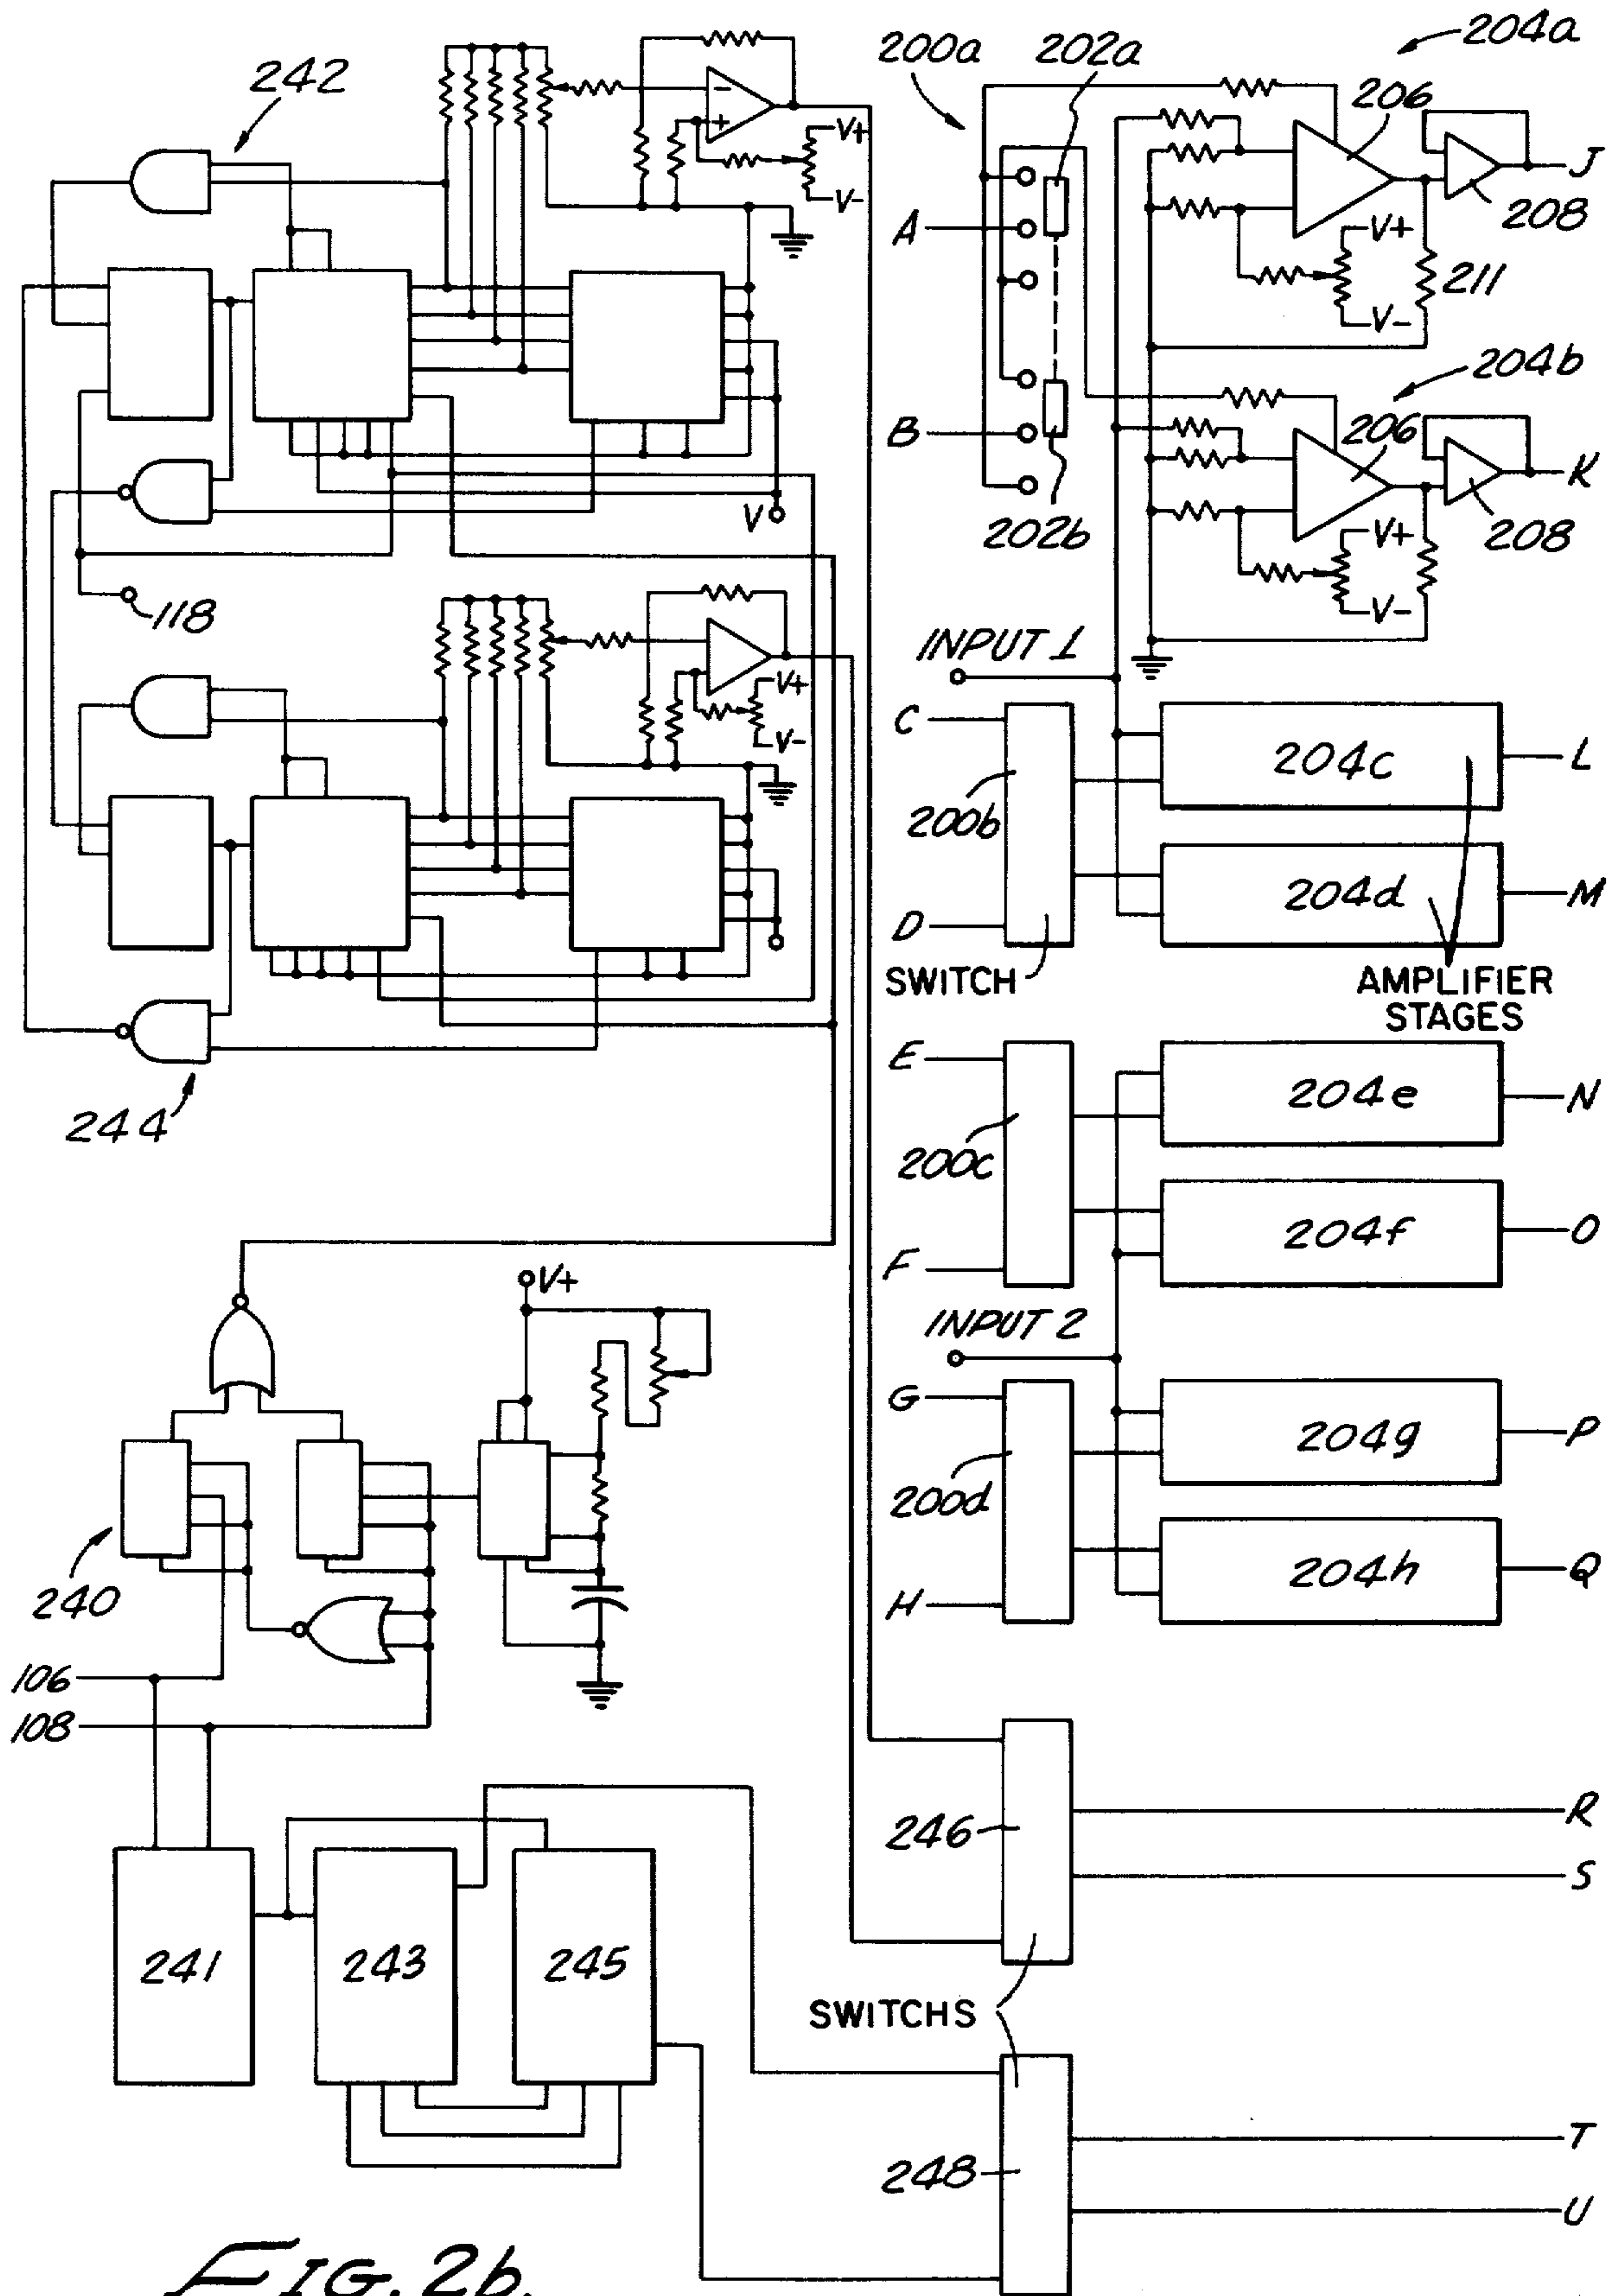 242
200a
202a
204a
206
V+
V-
J
208
A
V+
211
V-
204b
B
206
K
V
202b
V+
208
V-
118
INPUT 1
V+
V-
C
204c
L
200b
204d
M
D
SWITCH
AMPLIFIER
STAGES
E
204e
N
244
200c
204f
O
F
V+
INPUT 2
G
204g
P
200d
240
204h
Q
H
106
108
R
246
S
241
243
245
SWITCHS
T
248
U
FIG. 2b.